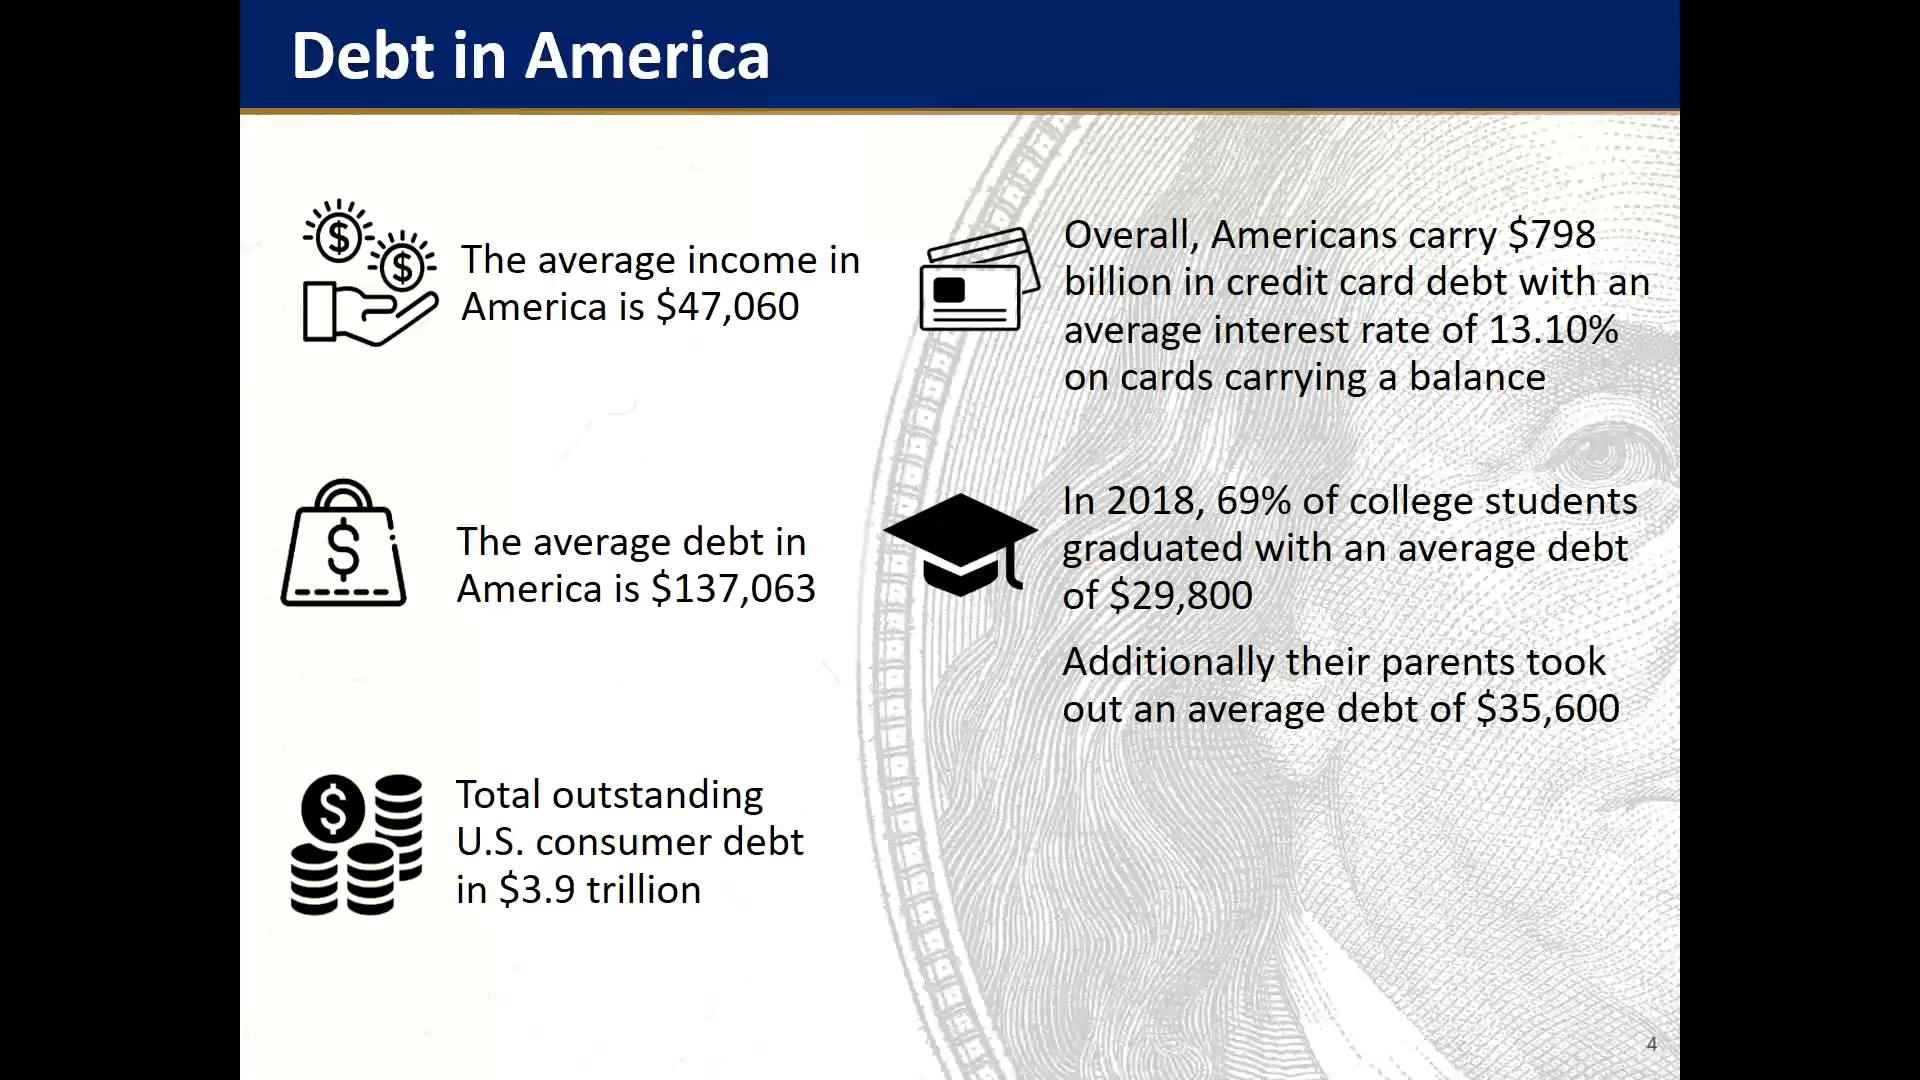 Debt in America
The average income in
America is $47,060
The average debt in
America is $137,063
Total outstanding
U.S. consumer debt
in $3.9 trillion
Overall, Americans carry $798
billion in credit card debt with an
average interest rate of 13.10%
on cards carrying a balance
In 2018, 69% of college students
graduated with an average debt
of $29,800
Additionally their parents took
out an average debt of $35,600
4